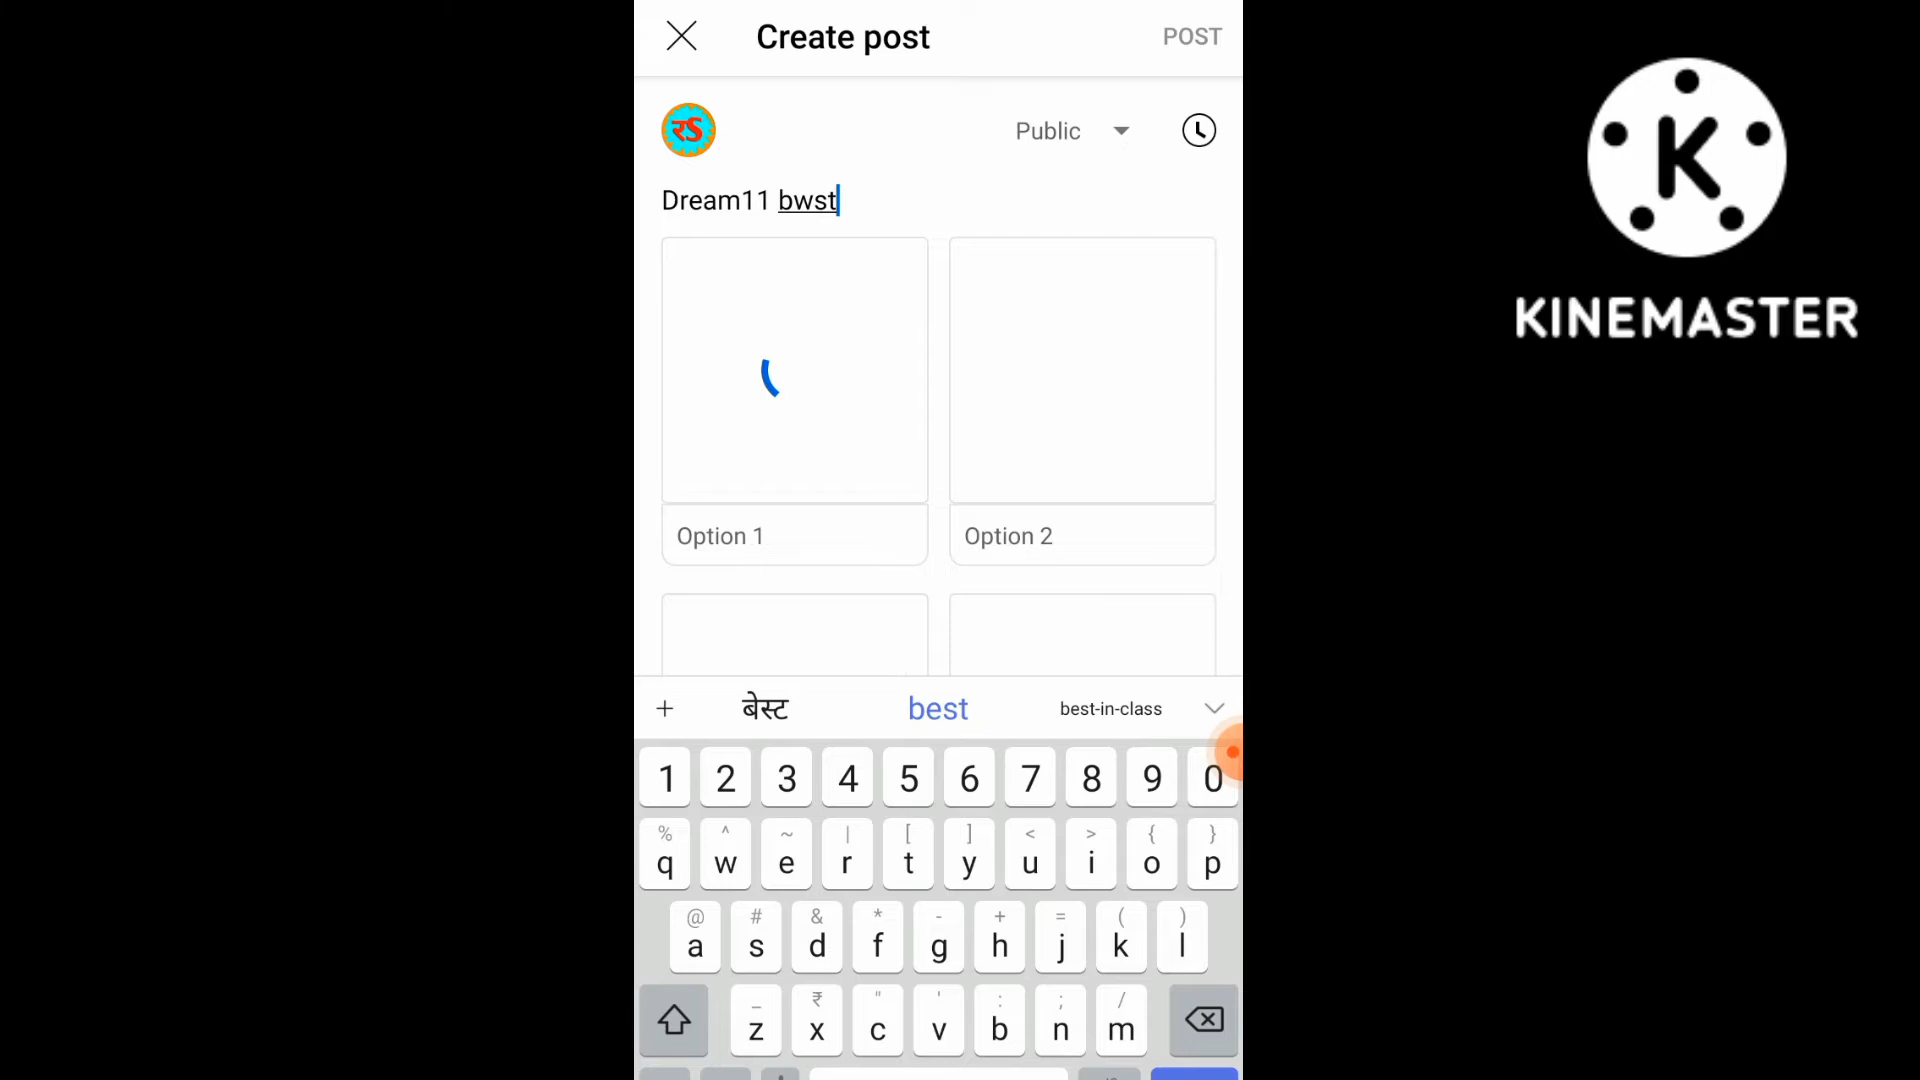 Create post
POST
रS
Public
Dream11 bwst
Option 1
Option 2
+ बेस्ट best best-in-class
1 2 3 4 5 6 7 8 9 0
% ^ ~ | [ ] < > { }
q w e r t y u i o p
@ # & * - + = ( )
a s d f g h j k l
_ ₹ " ' : ; /
z x c v b n m
K
KINEMASTER